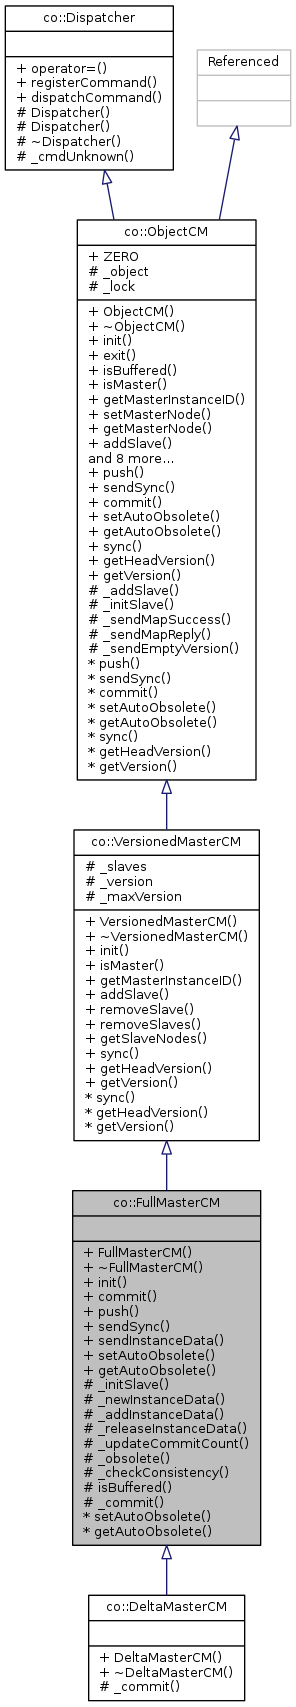 co::Dispatcher
+ operator=()
+ registerCommand()
+ dispatchCommand()
# Dispatcher()
# Dispatcher()
# ~Dispatcher()
# _cmdUnknown()
Referenced
co::ObjectCM
+ ZERO
# _object
# _lock
+ ObjectCM()
+ ~ObjectCM()
+ init()
+ exit()
+ isBuffered()
+ isMaster()
+ getMasterInstanceID()
+ setMasterNode()
+ getMasterNode()
+ addSlave()
and 8 more...
+ push()
+ sendSync()
+ commit()
+ setAutoObsolete()
+ getAutoObsolete()
+ sync()
+ getHeadVersion()
+ getVersion()
# _addSlave()
# _initSlave()
# _sendMapSuccess()
# _sendMapReply()
# _sendEmptyVersion()
* push()
* sendSync()
* commit()
* setAutoObsolete()
* getAutoObsolete()
* sync()
* getHeadVersion()
* getVersion()
co::VersionedMasterCM
# _slaves
# _version
# _maxVersion
+ VersionedMasterCM()
+ ~VersionedMasterCM()
+ init()
+ isMaster()
+ getMasterInstanceID()
+ addSlave()
+ removeSlave()
+ removeSlaves()
+ getSlaveNodes()
+ sync()
+ getHeadVersion()
+ getVersion()
* sync()
* getHeadVersion()
* getVersion()
co::FullMasterCM
+ FullMasterCM()
+ ~FullMasterCM()
+ init()
+ commit()
+ push()
+ sendSync()
+ sendInstanceData()
+ setAutoObsolete()
+ getAutoObsolete()
# _initSlave()
# _newInstanceData()
# _addInstanceData()
# _releaseInstanceData()
# _updateCommitCount()
# _obsolete()
# _checkConsistency()
# isBuffered()
# _commit()
* setAutoObsolete()
* getAutoObsolete()
co::DeltaMasterCM
+ DeltaMasterCM()
+ ~DeltaMasterCM()
# _commit()